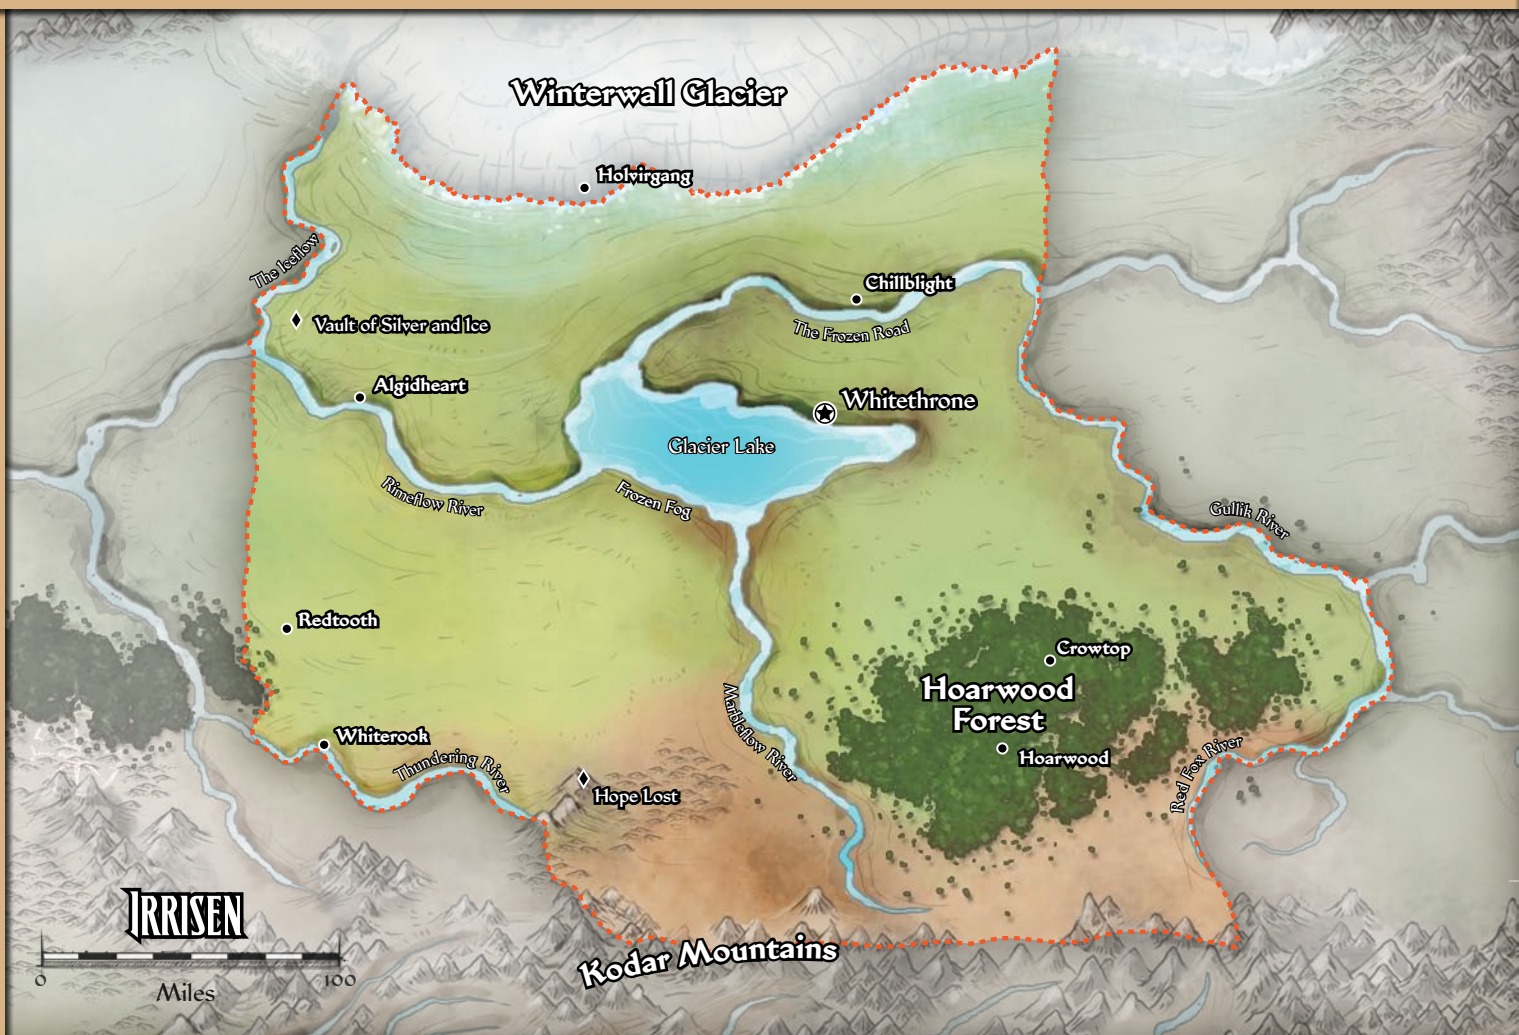 Winterwall Glacier
Holvirgang
The Iceflow
Chillblight
Vault of Silver and Ice
The Frozen Road
Algidheart
Whitethrone
Glacier Lake
Rimeflow River
Frozen Fog
Gullik River
Redtooth
Crowtop
Hoarwood
Forest
Whiterook
Marbleflow River
Thundering River
Hoarwood
Red Fox River
Hope Lost
IRRISEN
Kodar Mountains
0 100
Miles